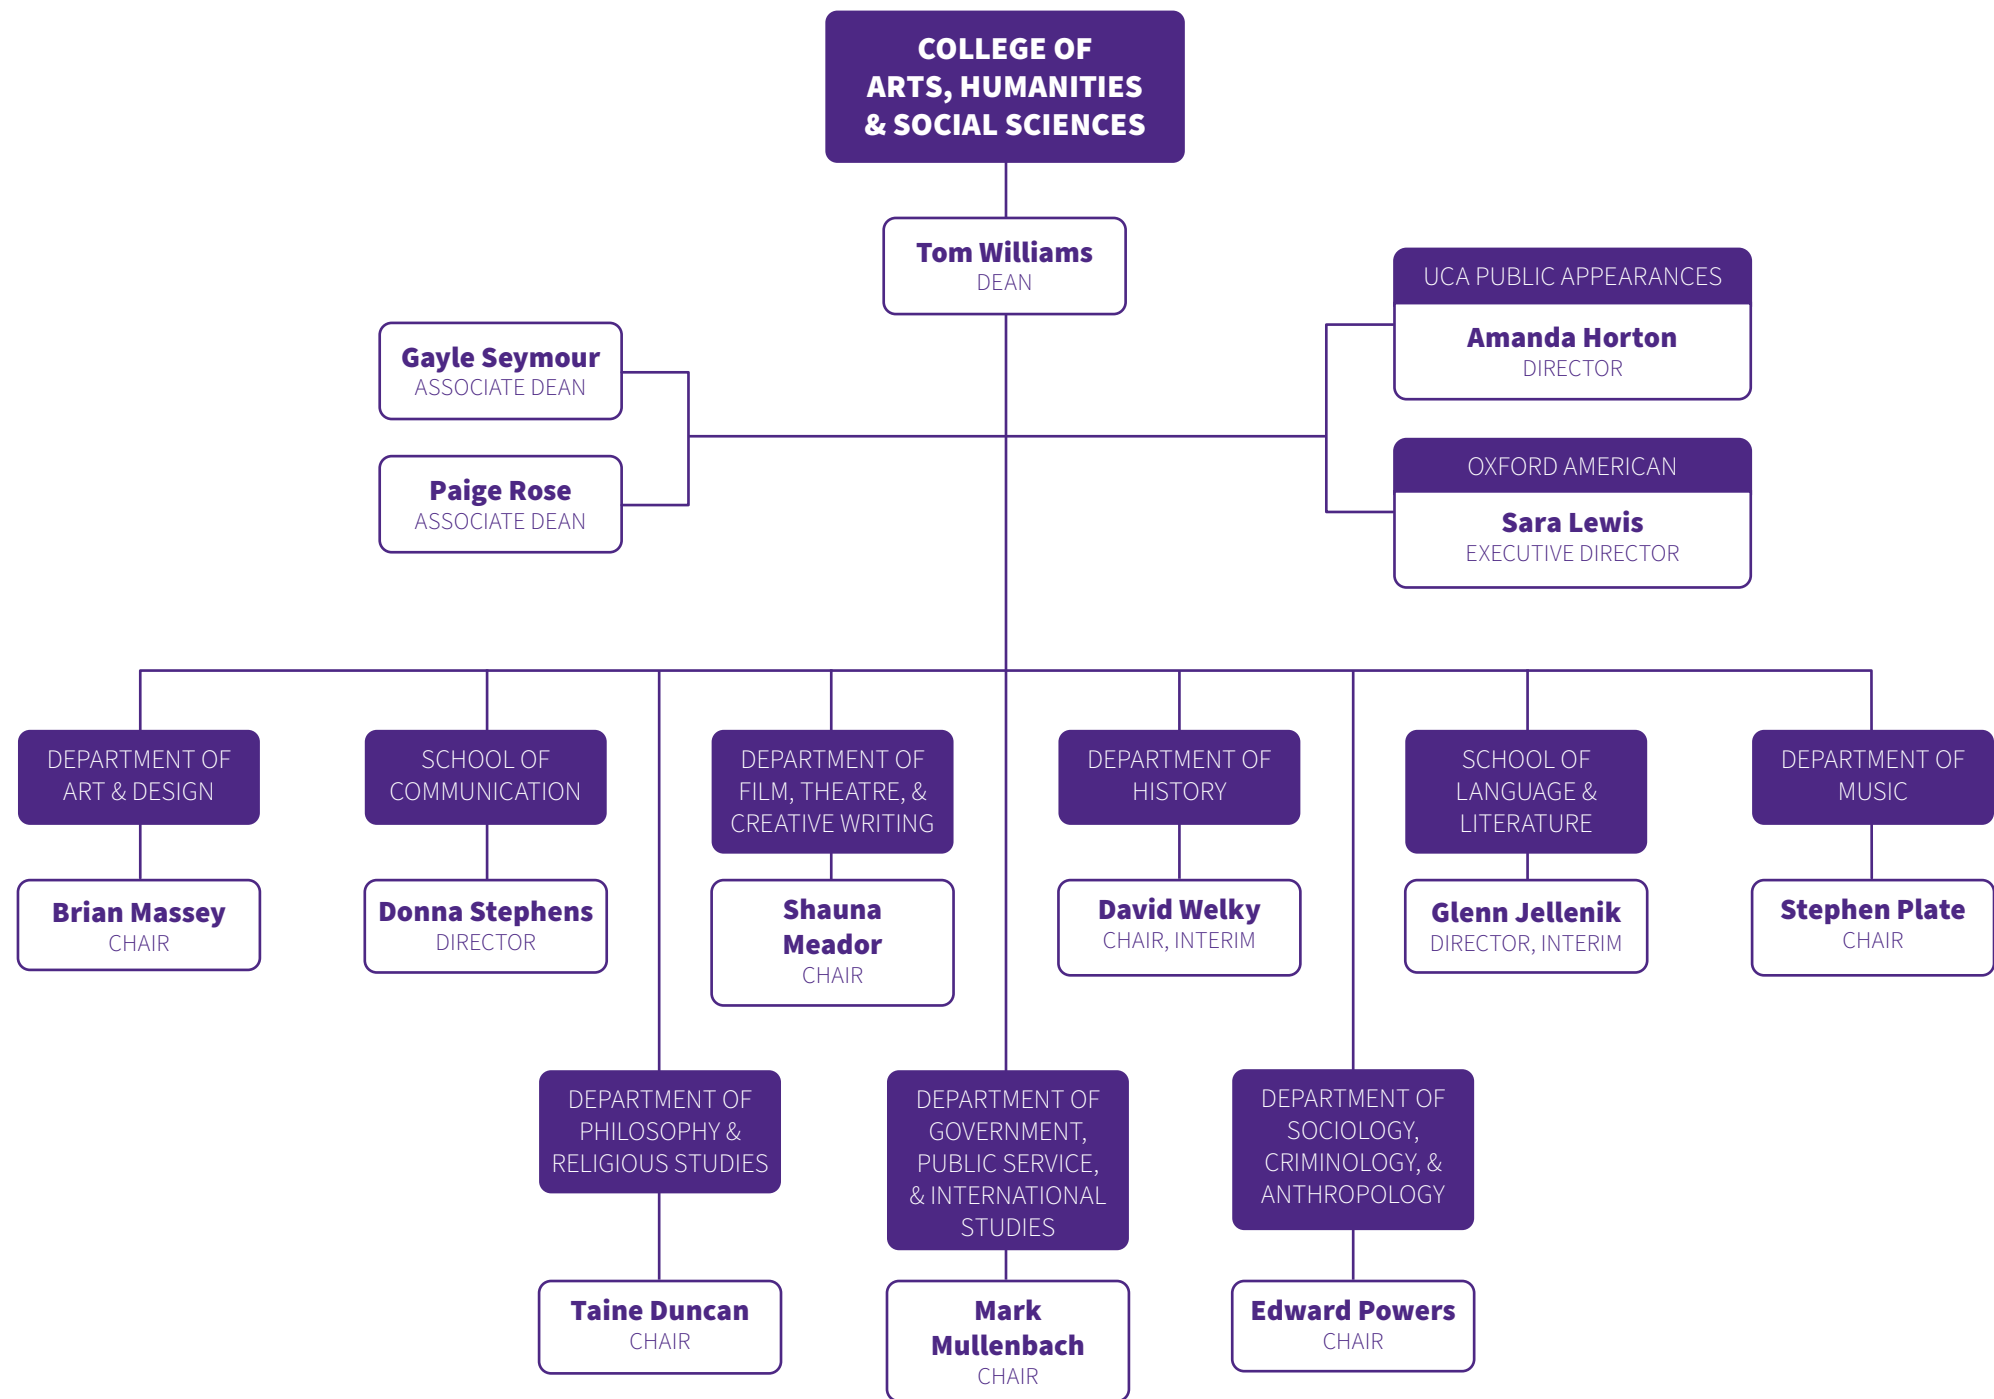 COLLEGE OF
ARTS, HUMANITIES
& SOCIAL SCIENCES
Tom Williams
DEAN
Gayle Seymour
ASSOCIATE DEAN
Paige Rose
ASSOCIATE DEAN
UCA PUBLIC APPEARANCES
Amanda Horton
DIRECTOR
OXFORD AMERICAN
Sara Lewis
EXECUTIVE DIRECTOR
DEPARTMENT OF
ART & DESIGN
Brian Massey
CHAIR
SCHOOL OF
COMMUNICATION
Donna Stephens
DIRECTOR
DEPARTMENT OF
FILM, THEATRE, &
CREATIVE WRITING
Shauna
Meador
CHAIR
DEPARTMENT OF
HISTORY
David Welky
CHAIR, INTERIM
SCHOOL OF
LANGUAGE &
LITERATURE
Glenn Jellenik
DIRECTOR, INTERIM
DEPARTMENT OF
MUSIC
Stephen Plate
CHAIR
DEPARTMENT OF
PHILOSOPHY &
RELIGIOUS STUDIES
Taine Duncan
CHAIR
DEPARTMENT OF
GOVERNMENT,
PUBLIC SERVICE,
& INTERNATIONAL
STUDIES
Mark
Mullenbach
CHAIR
DEPARTMENT OF
SOCIOLOGY,
CRIMINOLOGY, &
ANTHROPOLOGY
Edward Powers
CHAIR